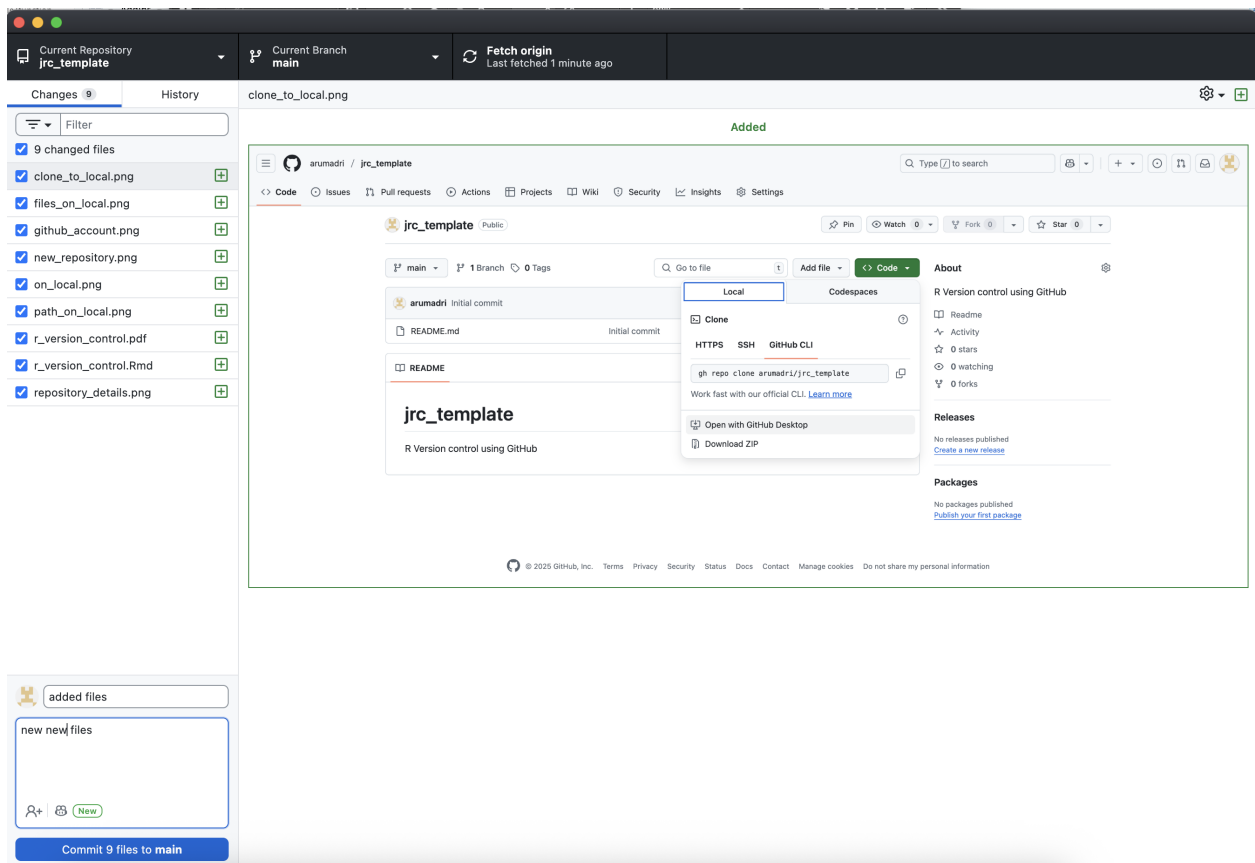 Current Repository
jrc_template
Current Branch
main
Fetch origin
Last fetched 1 minute ago
Changes 9
History
Filter
9 changed files
clone_to_local.png
files_on_local.png
github_account.png
new_repository.png
on_local.png
path_on_local.png
r_version_control.pdf
r_version_control.Rmd
repository_details.png
added files
new new files
New
Commit 9 files to main
clone_to_local.png
Added
arumadri / jrc_template
Type / to search
Code Issues Pull requests Actions Projects Wiki Security Insights Settings
jrc_template Public
Pin Watch 0 Fork 0 Star 0
main 1 Branch 0 Tags
Go to file t
Add file
<> Code
arumadri Initial commit
README.md Initial commit
README
jrc_template
R Version control using GitHub
Local Codespaces
Clone
HTTPS SSH GitHub CLI
gh repo clone arumadri/jrc_template
Work fast with our official CLI. Learn more
Open with GitHub Desktop
Download ZIP
About
R Version control using GitHub
Readme
Activity
0 stars
0 watching
0 forks
Releases
No releases published
Create a new release
Packages
No packages published
Publish your first package
© 2025 GitHub, Inc. Terms Privacy Security Status Docs Contact Manage cookies Do not share my personal information